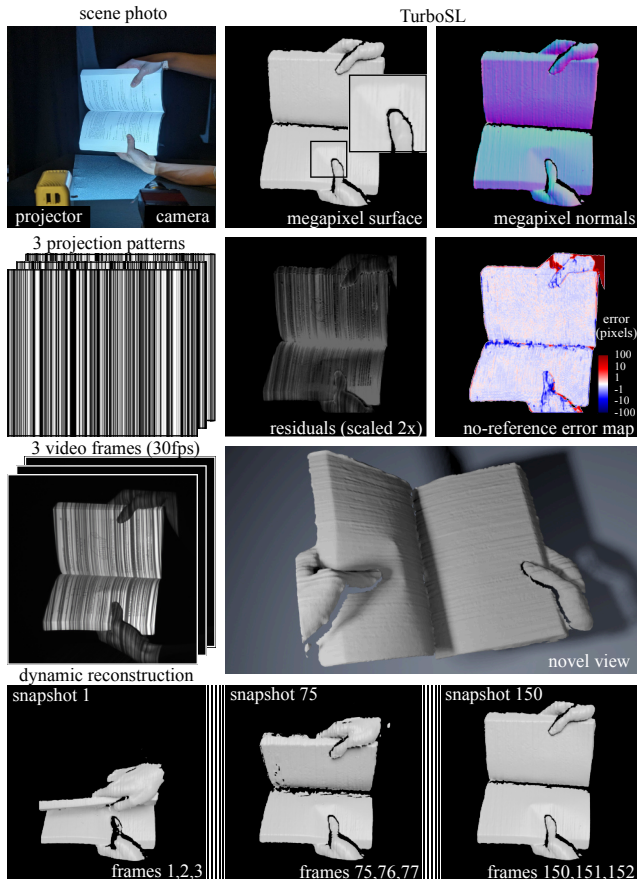 scene photo
TurboSL
projector
camera
megapixel surface
megapixel normals
3 projection patterns
error
(pixels)
100
10
1
-1
-10
-100
residuals (scaled 2x)
no-reference error map
3 video frames (30fps)
novel view
dynamic reconstruction
snapshot 1
snapshot 75
snapshot 150
frames 1,2,3
frames 75,76,77
frames 150,151,152